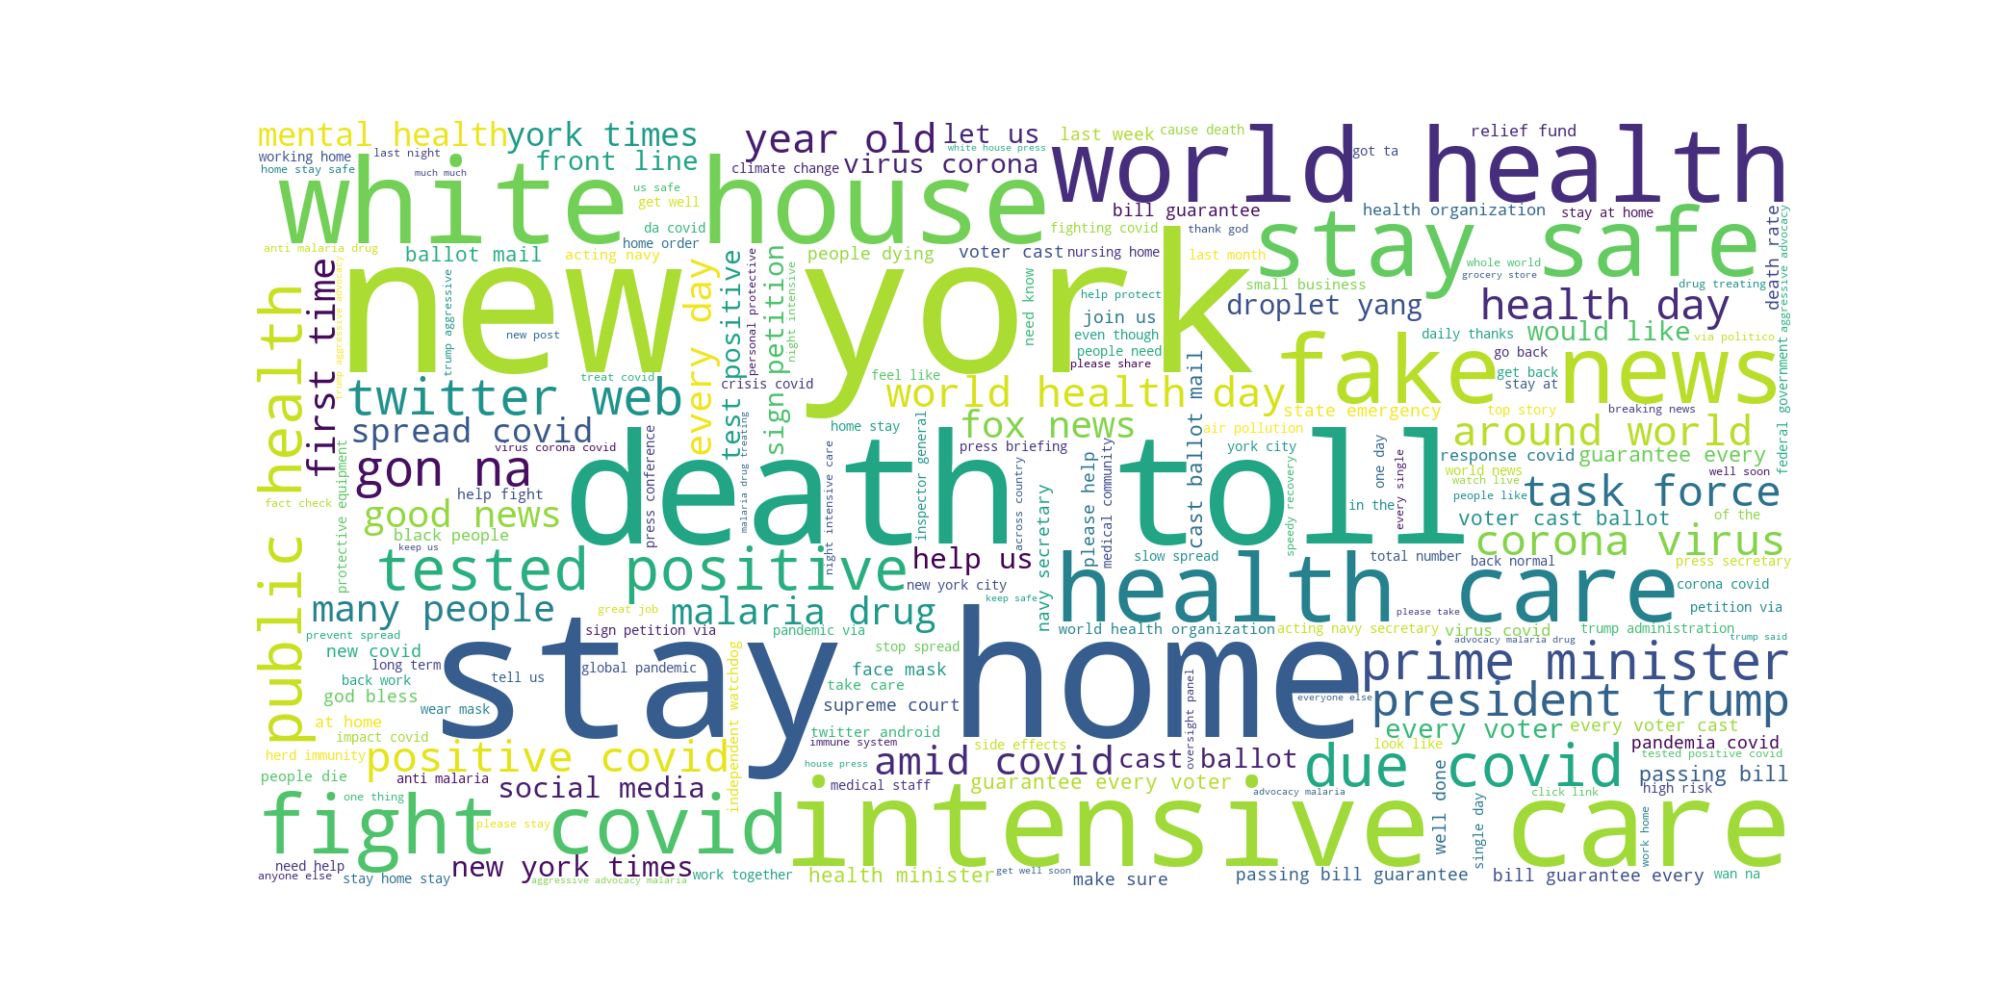 mental health
york times
year old
let us
last week
cause death
relief fund
world health
working home
last night
front line
white house press
got ta
home stay safe
much much
climate change
virus corona
white house
us safe
get well
bill guarantee
health organization
stay at home
death rate
da covid
fighting covid
thank god
stay safe
anti malaria drug
ballot mail
home order
acting navy
people dying
voter cast
nursing home
last month
whole world
grocery store
first time
trump aggressive advocacy
trump aggressive
new york
every day
test positive
personal protective
sign petition
night intensive
need know
help protect
small business
drug treating
aggressive advocacy
join us
droplet yang
health day
public health
new post
even though
people need
please share
daily thanks
would like
via politico
go back
fake news
get back
stay at
federal government
twitter web
treat covid
crisis covid
feel like
world health day
cast ballot mail
state emergency
top story
breaking news
spread covid
virus corona covid
home stay
fox news
air pollution
around world
gon na
press conference
malaria drug treating
night intensive care
inspector general
press briefing
york city
response covid
guarantee every
death toll
across country
medical community
please help
speedy recovery
one day
every single
world news
watch live
well soon
fact check
protective equipment
help fight
good news
in the
people like
task force
black people
keep us
navy secretary
voter cast ballot
of the
corona virus
tested positive
help us
slow spread
total number
back normal
press secretary
new york city
health care
corona covid
many people
great job
malaria drug
keep safe
please take
petition via
prevent spread
sign petition via
pandemic via
world health organization
acting navy secretary
virus covid
trump administration
advocacy malaria drug
trump said
new covid
stop spread
long term
global pandemic
independent watchdog
face mask
prime minister
back work
tell us
stay home
take care
oversight panel
god bless
everyone else
president trump
wear mask
supreme court
at home
twitter android
every voter
every voter cast
impact covid
immune system
side effects
look like
pandemia covid
herd immunity
positive covid
house press
amid covid
cast ballot
due covid
tested positive covid
people die
anti malaria
social media
medical staff
guarantee every voter
advocacy malaria
passing bill
high risk
one thing
click link
fight covid
please stay
intensive care
well done
single day
work home
need help
anyone else
stay home stay
new york times
aggressive advocacy malaria
work together
health minister
get well soon
make sure
passing bill guarantee
bill guarantee every
wan na